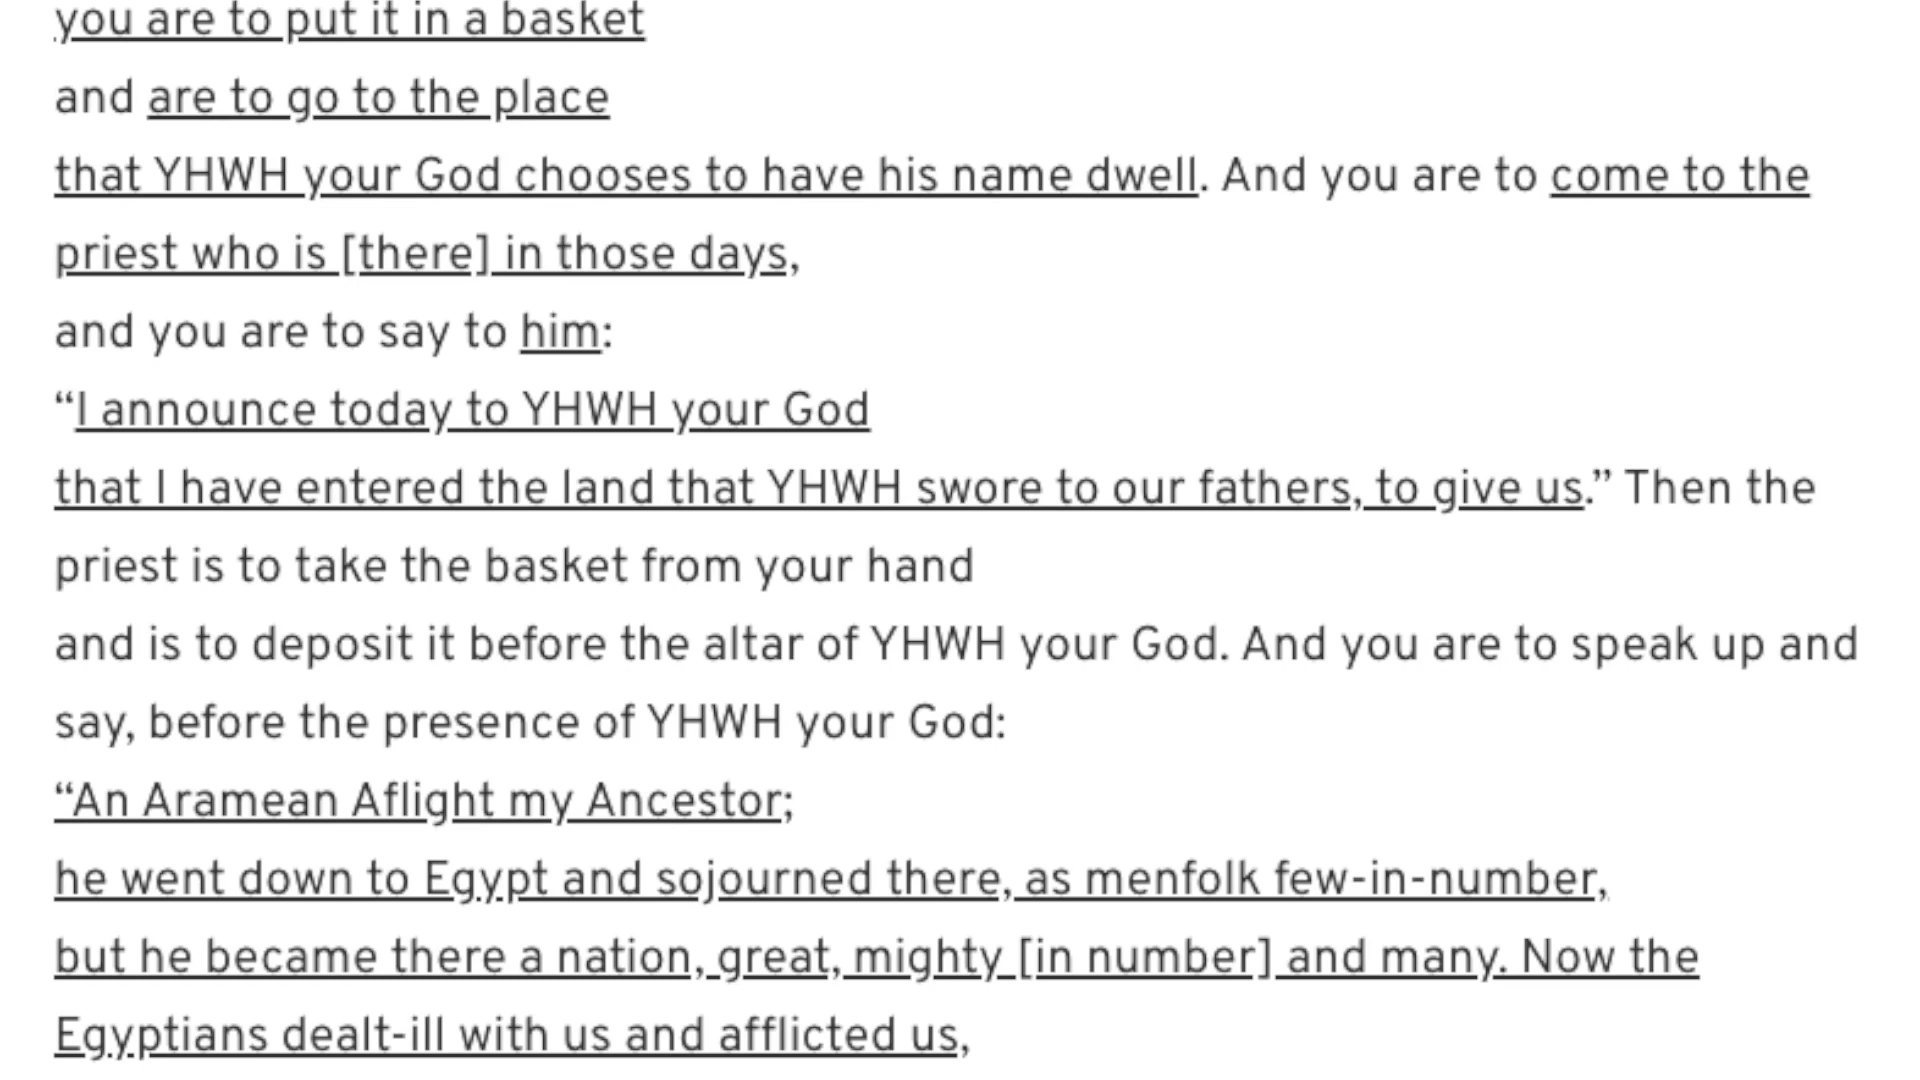 you are to put it in a basket
and are to go to the place
that YHWH your God chooses to have his name dwell. And you are to come to the
priest who is [there] in those days,
and you are to say to him:
“I announce today to YHWH your God
that I have entered the land that YHWH swore to our fathers, to give us.” Then the
priest is to take the basket from your hand
and is to deposit it before the altar of YHWH your God. And you are to speak up and
say, before the presence of YHWH your God:
“An Aramean Aflight my Ancestor;
he went down to Egypt and sojourned there, as menfolk few-in-number,
but he became there a nation, great, mighty [in number] and many. Now the
Egyptians dealt-ill with us and afflicted us,